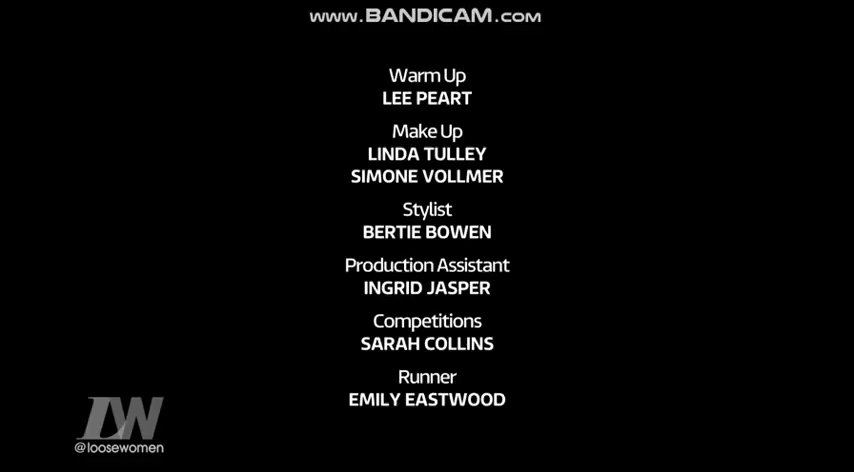 www.BANDICAM.com
Warm Up
LEE PEART
Make Up
LINDA TULLEY
SIMONE VOLLMER
Stylist
BERTIE BOWEN
Production Assistant
INGRID JASPER
Competitions
SARAH COLLINS
Runner
EMILY EASTWOOD
LW
@loosewomen